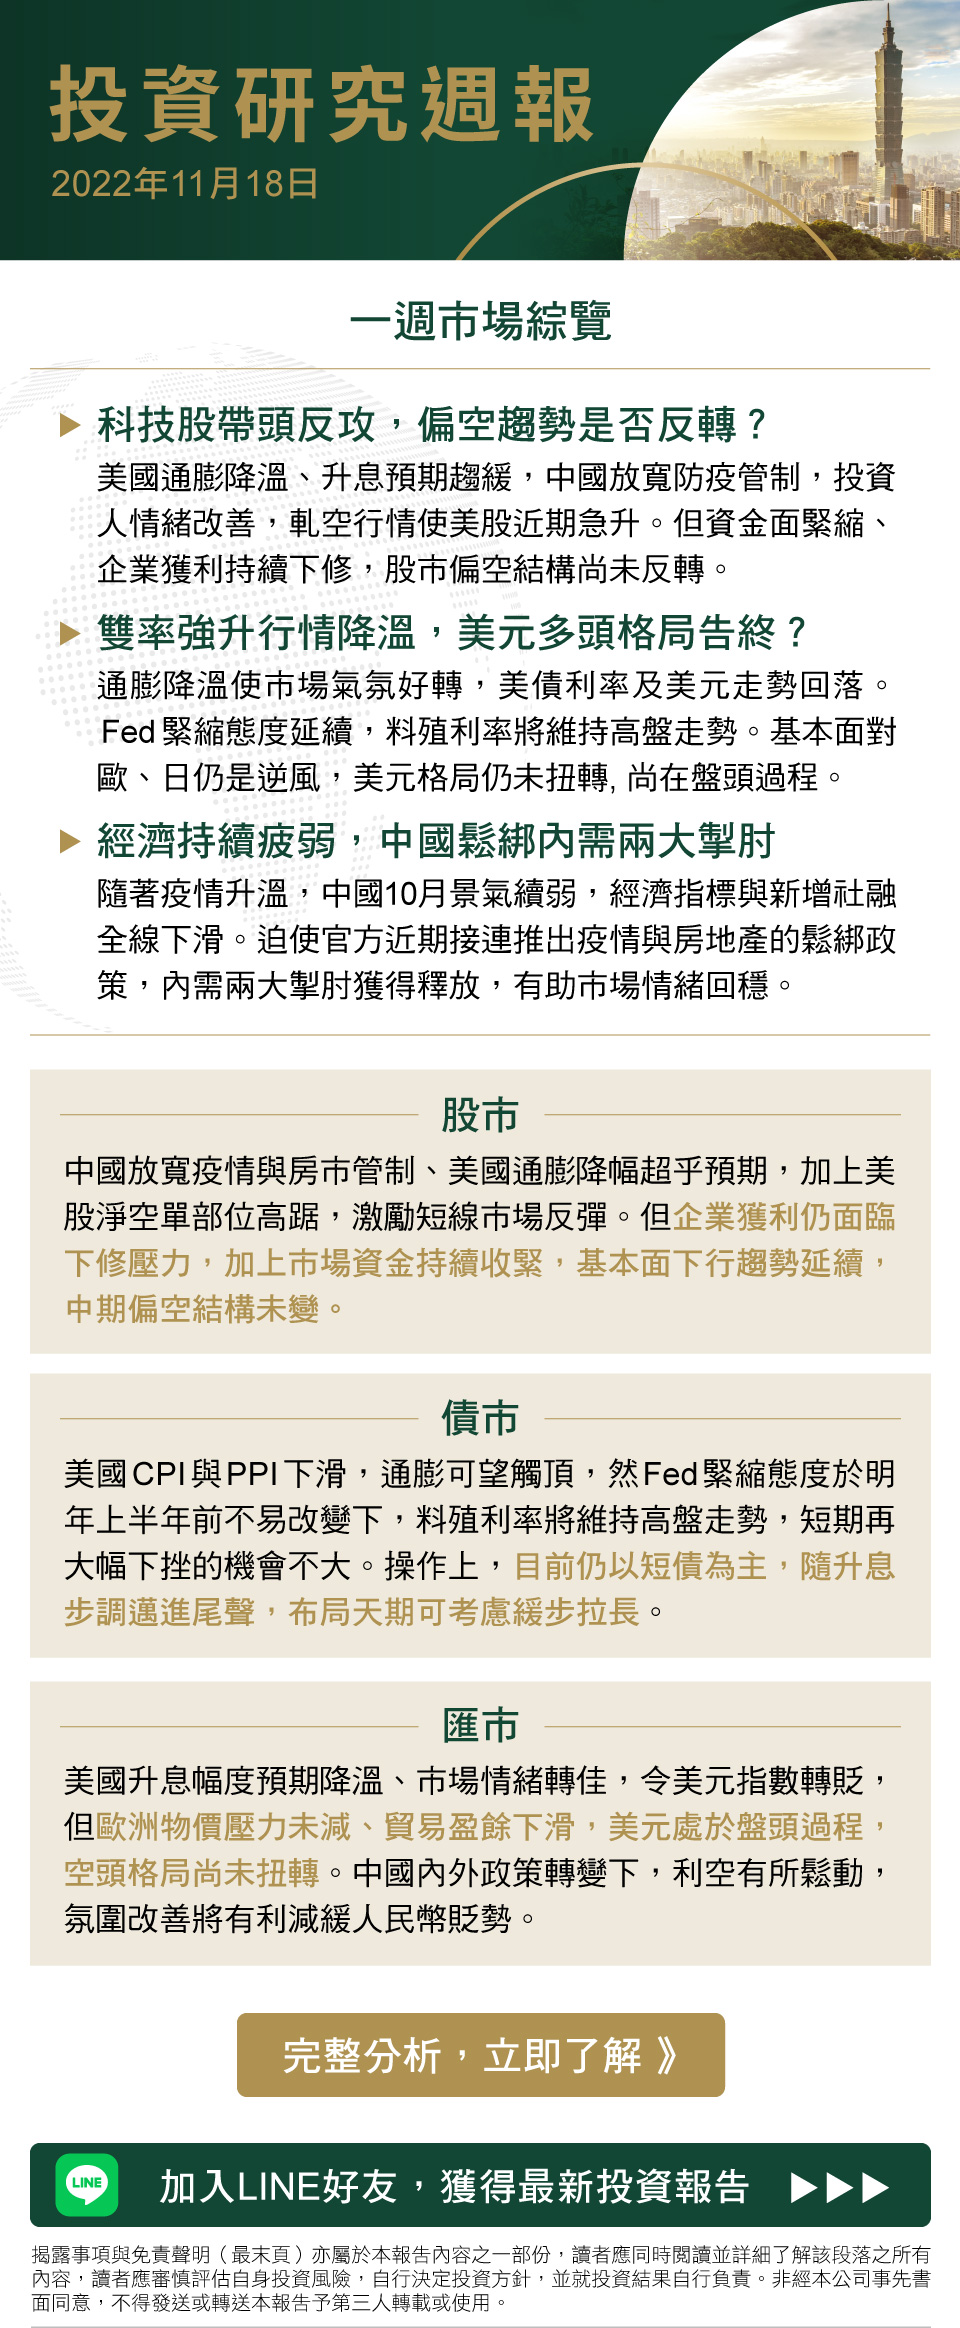 投資研究週報
2022年11月18日
一週市場綜覽
科技股帶頭反攻，偏空趨勢是否反轉？
美國通膨降溫、升息預期趨緩，中國放寬防疫管制，投資
人情緒改善，軋空行情使美股近期急升。但資金面緊縮、
企業獲利持續下修，股市偏空結構尚未反轉。
雙率強升行情降溫，美元多頭格局告終？
通膨降溫使市場氣氛好轉，美債利率及美元走勢回落。
Fed緊縮態度延續，料殖利率將維持高盤走勢。基本面對
歐、日仍是逆風，美元格局仍未扭轉, 尚在盤頭過程。
經濟持續疲弱，中國鬆綁內需兩大掣肘
隨著疫情升溫，中國10月景氣續弱，經濟指標與新增社融
全線下滑。迫使官方近期接連推出疫情與房地產的鬆綁政
策，內需兩大掣肘獲得釋放，有助市場情緒回穩。
股市
中國放寬疫情與房市管制、美國通膨降幅超乎預期，加上美
股淨空單部位高踞，激勵短線市場反彈。但企業獲利仍面臨
下修壓力，加上市場資金持續收緊，基本面下行趨勢延續，
中期偏空結構未變。
債市
美國CPI與PPI下滑，通膨可望觸頂，然Fed緊縮態度於明
年上半年前不易改變下，料殖利率將維持高盤走勢，短期再
大幅下挫的機會不大。操作上，目前仍以短債為主，隨升息
步調邁進尾聲，布局天期可考慮緩步拉長。
匯市
美國升息幅度預期降溫、市場情緒轉佳，令美元指數轉貶，
但歐洲物價壓力未減、貿易盈餘下滑，美元處於盤頭過程，
空頭格局尚未扭轉。中國內外政策轉變下，利空有所鬆動，
氛圍改善將有利減緩人民幣貶勢。
完整分析，立即了解 》
LINE 加入LINE好友，獲得最新投資報告 ▶▶▶
揭露事項與免責聲明（最末頁）亦屬於本報告內容之一部份，讀者應同時閱讀並詳細了解該段落之所有
內容，讀者應審慎評估自身投資風險，自行決定投資方針，並就投資結果自行負責。非經本公司事先書
面同意，不得發送或轉送本報告予第三人轉載或使用。